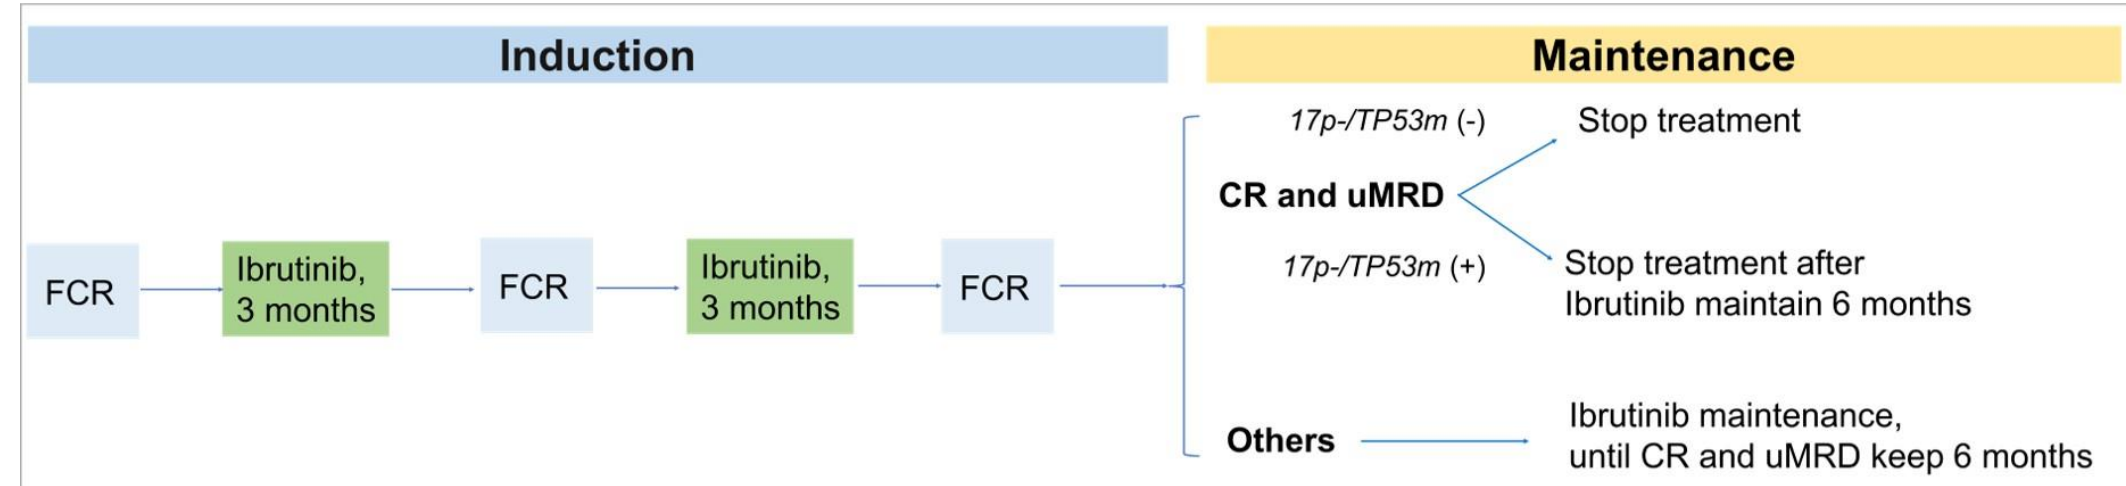 Induction
Maintenance
FCR
Ibrutinib,
3 months
FCR
Ibrutinib,
3 months
FCR
17p-/TP53m (-)
Stop treatment
CR and uMRD
17p-/TP53m (+)
Stop treatment after
Ibrutinib maintain 6 months
Others
Ibrutinib maintenance,
until CR and uMRD keep 6 months